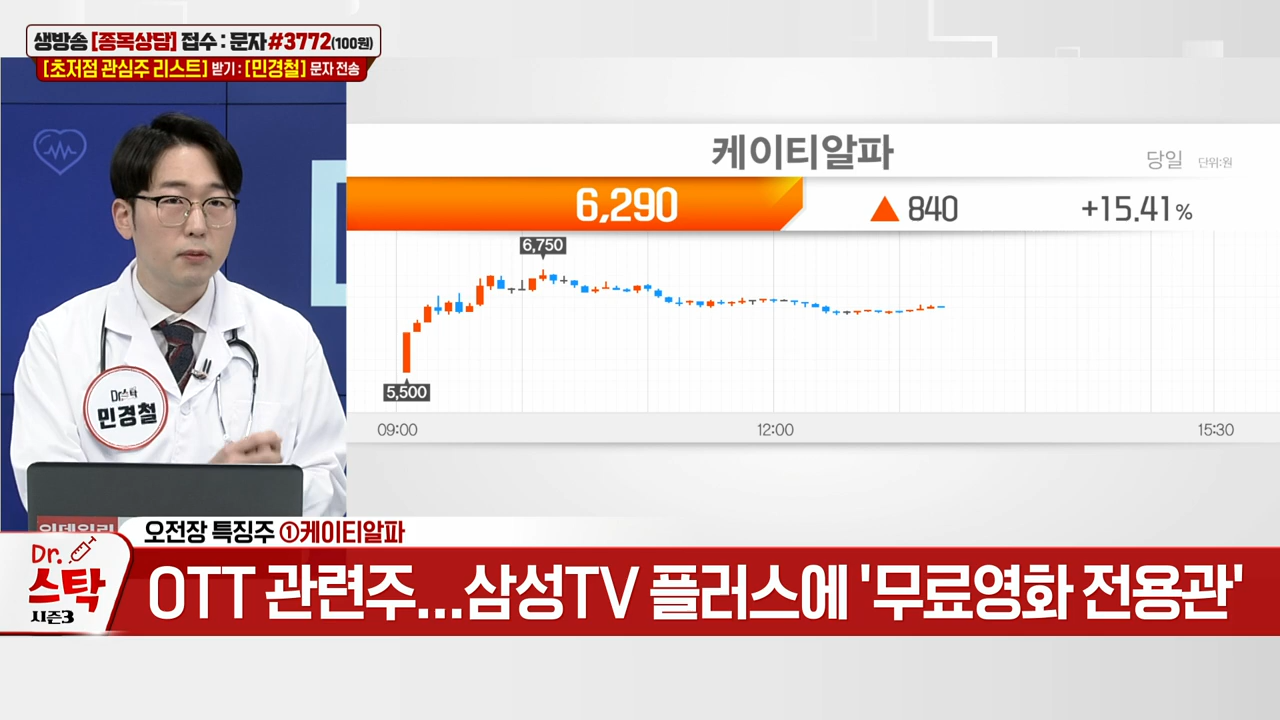 생방송 [종목상담] 접수 : 문자#3772(100원)
[초저점 관심주 리스트] 받기 : [민경철] 문자 전송
케이티알파
당일 단위:원
6,290 ▲ 840 +15.41%
6,750
5,500
09:00 12:00 15:30
Dr.스탁
민경철
이데일리
오전장 특징주 ①케이티알파
Dr.
스탁
시즌3
OTT 관련주...삼성TV 플러스에 '무료영화 전용관'